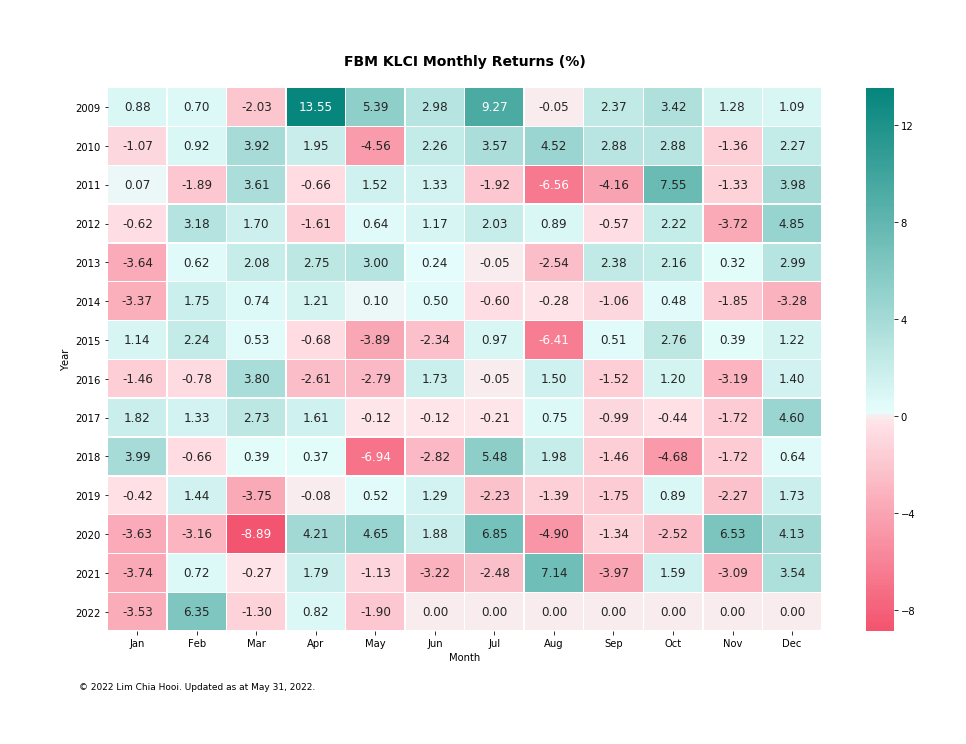 FBM KLCI Monthly Returns (%)
2009 0.88 0.70 -2.03 13.55 5.39 2.98 9.27 -0.05 2.37 3.42 1.28 1.09
2010 -1.07 0.92 3.92 1.95 -4.56 2.26 3.57 4.52 2.88 2.88 -1.36 2.27
2011 0.07 -1.89 3.61 -0.66 1.52 1.33 -1.92 -6.56 -4.16 7.55 -1.33 3.98
2012 -0.62 3.18 1.70 -1.61 0.64 1.17 2.03 0.89 -0.57 2.22 -3.72 4.85
2013 -3.64 0.62 2.08 2.75 3.00 0.24 -0.05 -2.54 2.38 2.16 0.32 2.99
2014 -3.37 1.75 0.74 1.21 0.10 0.50 -0.60 -0.28 -1.06 0.48 -1.85 -3.28
2015 1.14 2.24 0.53 -0.68 -3.89 -2.34 0.97 -6.41 0.51 2.76 0.39 1.22
Year
2016 -1.46 -0.78 3.80 -2.61 -2.79 1.73 -0.05 1.50 -1.52 1.20 -3.19 1.40
2017 1.82 1.33 2.73 1.61 -0.12 -0.12 -0.21 0.75 -0.99 -0.44 -1.72 4.60
2018 3.99 -0.66 0.39 0.37 -6.94 -2.82 5.48 1.98 -1.46 -4.68 -1.72 0.64
2019 -0.42 1.44 -3.75 -0.08 0.52 1.29 -2.23 -1.39 -1.75 0.89 -2.27 1.73
2020 -3.63 -3.16 -8.89 4.21 4.65 1.88 6.85 -4.90 -1.34 -2.52 6.53 4.13
2021 -3.74 0.72 -0.27 1.79 -1.13 -3.22 -2.48 7.14 -3.97 1.59 -3.09 3.54
2022 -3.53 6.35 -1.30 0.82 -1.90 0.00 0.00 0.00 0.00 0.00 0.00 0.00
Jan Feb Mar Apr May Jun Jul Aug Sep Oct Nov Dec
Month
12
8
4
0
−4
−8
© 2022 Lim Chia Hooi. Updated as at May 31, 2022.